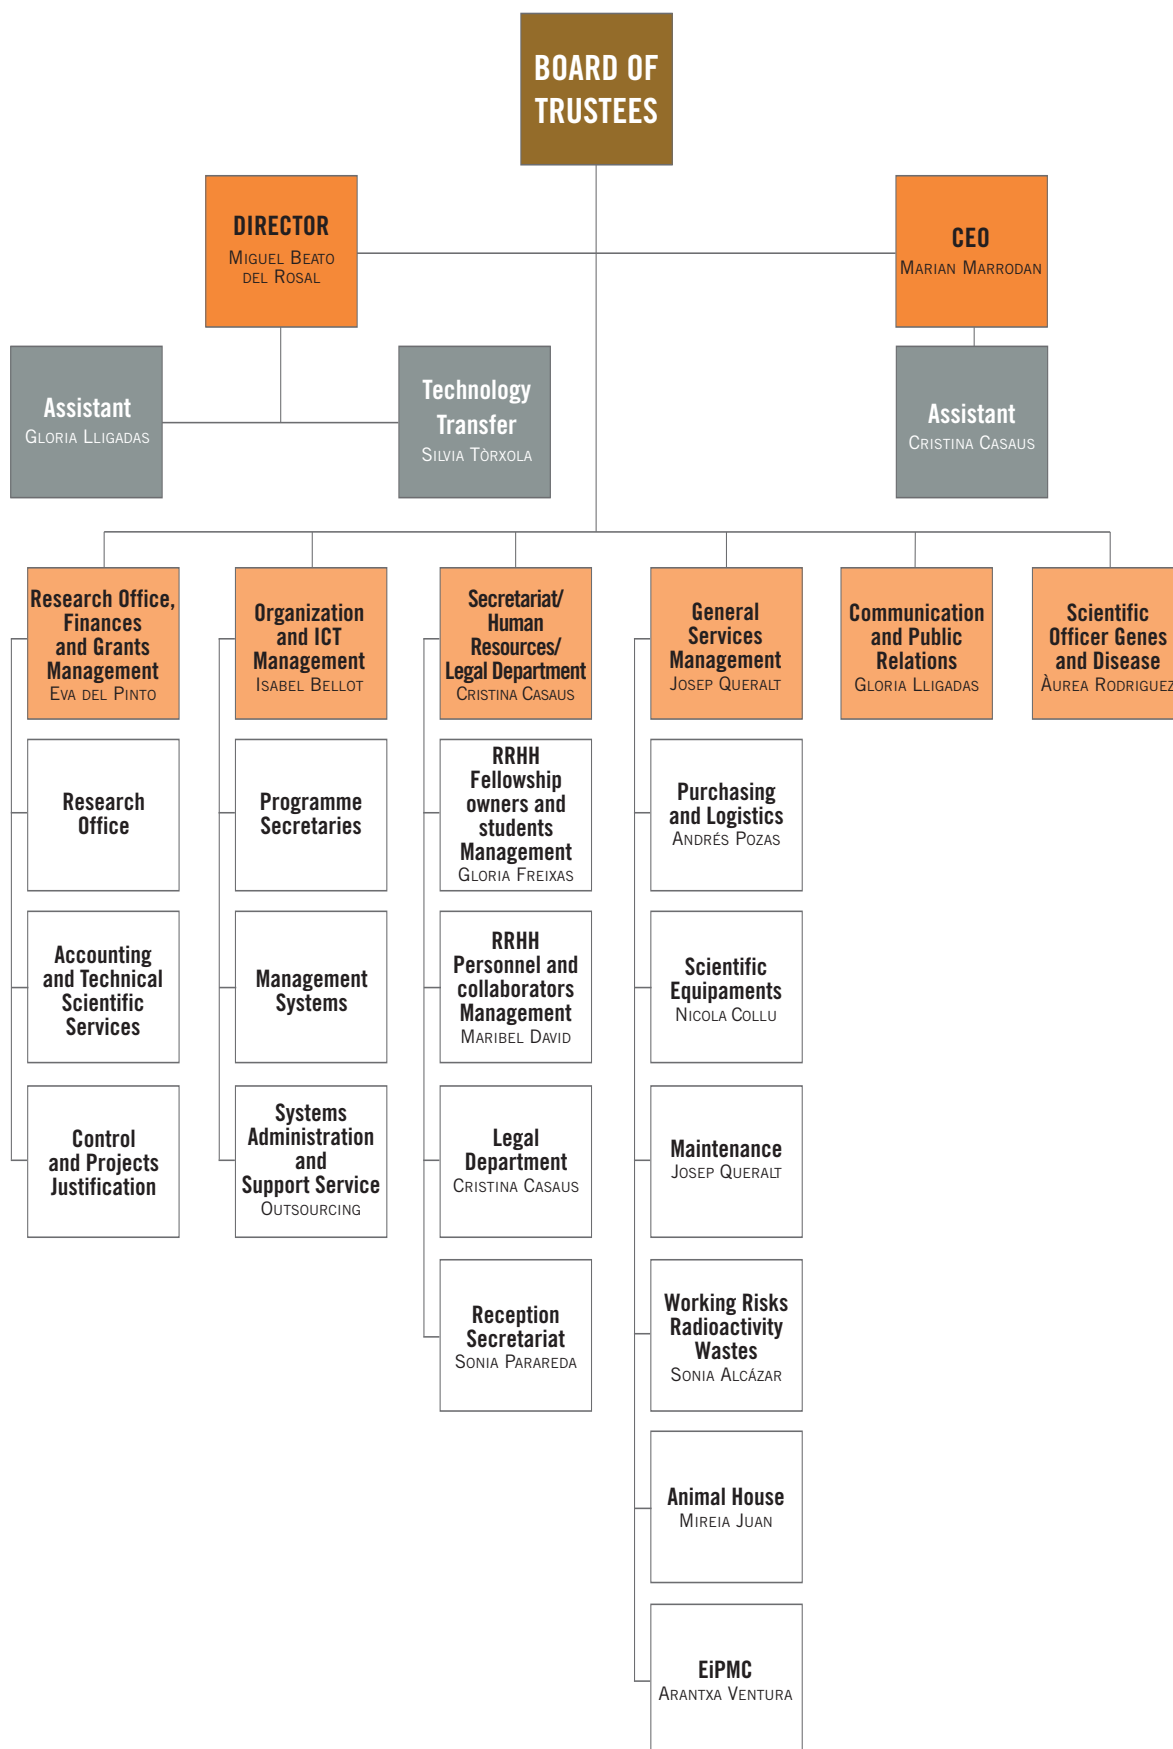 BOARD OF
TRUSTEES
DIRECTOR
MIGUEL BEATO
DEL ROSAL
CEO
MARIAN MARRODAN
Assistant
GLORIA LLIGADAS
Technology
Transfer
SILVIA TÒRXOLA
Assistant
CRISTINA CASAUS
Research Office,
Finances
and Grants
Management
EVA DEL PINTO
Organization
and ICT
Management
ISABEL BELLOT
Secretariat/
Human
Resources/
Legal Department
CRISTINA CASAUS
General
Services
Management
JOSEP QUERALT
Communication
and Public
Relations
GLORIA LLIGADAS
Scientific
Officer Genes
and Disease
ÀUREA RODRIGUEZ
Research
Office
Programme
Secretaries
RRHH
Fellowship
owners and
students
Management
GLORIA FREIXAS
Purchasing
and Logistics
ANDRÉS POZAS
Accounting
and Technical
Scientific
Services
Management
Systems
RRHH
Personnel and
collaborators
Management
MARIBEL DAVID
Scientific
Equipaments
NICOLA COLLU
Control
and Projects
Justification
Systems
Administration
and
Support Service
OUTSOURCING
Legal
Department
CRISTINA CASAUS
Maintenance
JOSEP QUERALT
Reception
Secretariat
SONIA PARAREDA
Working Risks
Radioactivity
Wastes
SONIA ALCÁZAR
Animal House
MIREIA JUAN
EiPMC
ARANTXA VENTURA